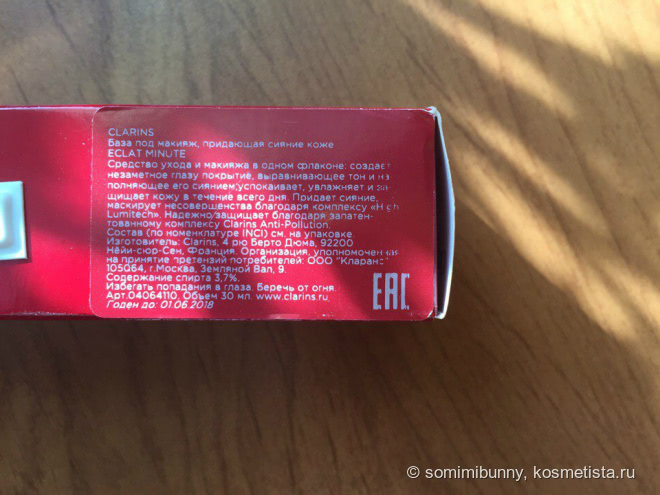 CLARINS
База под макияж, придающая сияние коже
ECLAT MINUTE
Средство ухода и макияжа в одном флаконе: создает
незаметное глазу покрытие, выравнивающее тон и на
полняющее его сиянием;успокаивает, увлажняет и за
щищает кожу в течение всего дня. Придает сияние,
маскирует несовершенства благодаря комплексу «High
Lumitech». Надежно защищает благодаря запатен-
тованному комплексу Clarins Anti-Pollution.
Состав (по номенклатуре INCI) см. на упаковке.
Изготовитель: Clarins, 4 рю Берто Дюма, 92200
Нёйи-сюр-Сен, Франция. Организация, уполномоченная
на принятие претензий потребителей: ООО "Кларанс"
105064, г.Москва, Земляной Вал, 9.
Содержание спирта 3,7%.
Избегать попадания в глаза. Беречь от огня.
Арт.04064110. Объем 30 мл. www.clarins.ru.
Годен до: 01.06.2018
EAC
© somimibunny, kosmetista.ru